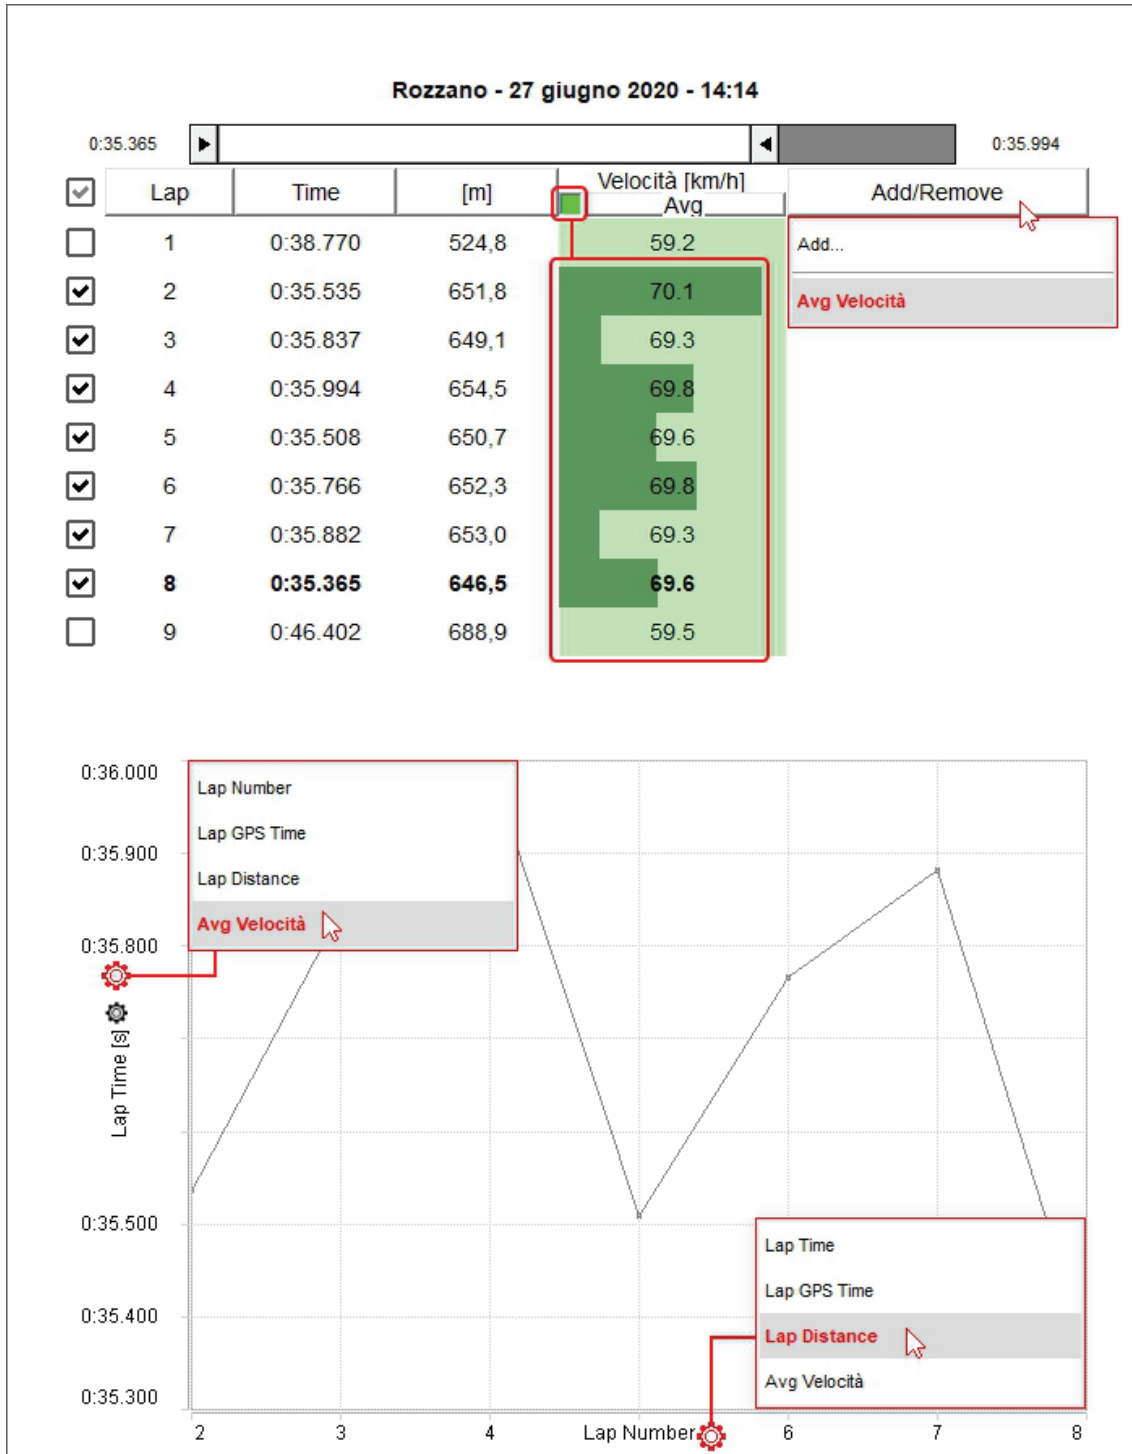 Rozzano - 27 giugno 2020 - 14:14
0:35.365 0:35.994
Lap Time [m] Velocità [km/h] Avg Add/Remove
1 0:38.770 524,8 59.2
Add...
2 0:35.535 651,8 70.1
Avg Velocità
3 0:35.837 649,1 69.3
4 0:35.994 654,5 69.8
5 0:35.508 650,7 69.6
6 0:35.766 652,3 69.8
7 0:35.882 653,0 69.3
8 0:35.365 646,5 69.6
9 0:46.402 688,9 59.5
0:36.000
Lap Number
Lap GPS Time
0:35.900
Lap Distance
Avg Velocità
0:35.800
Lap Time [s]
0:35.500
Lap Time
Lap GPS Time
0:35.400
Lap Distance
Avg Velocità
0:35.300
2 3 4 Lap Number 6 7 8